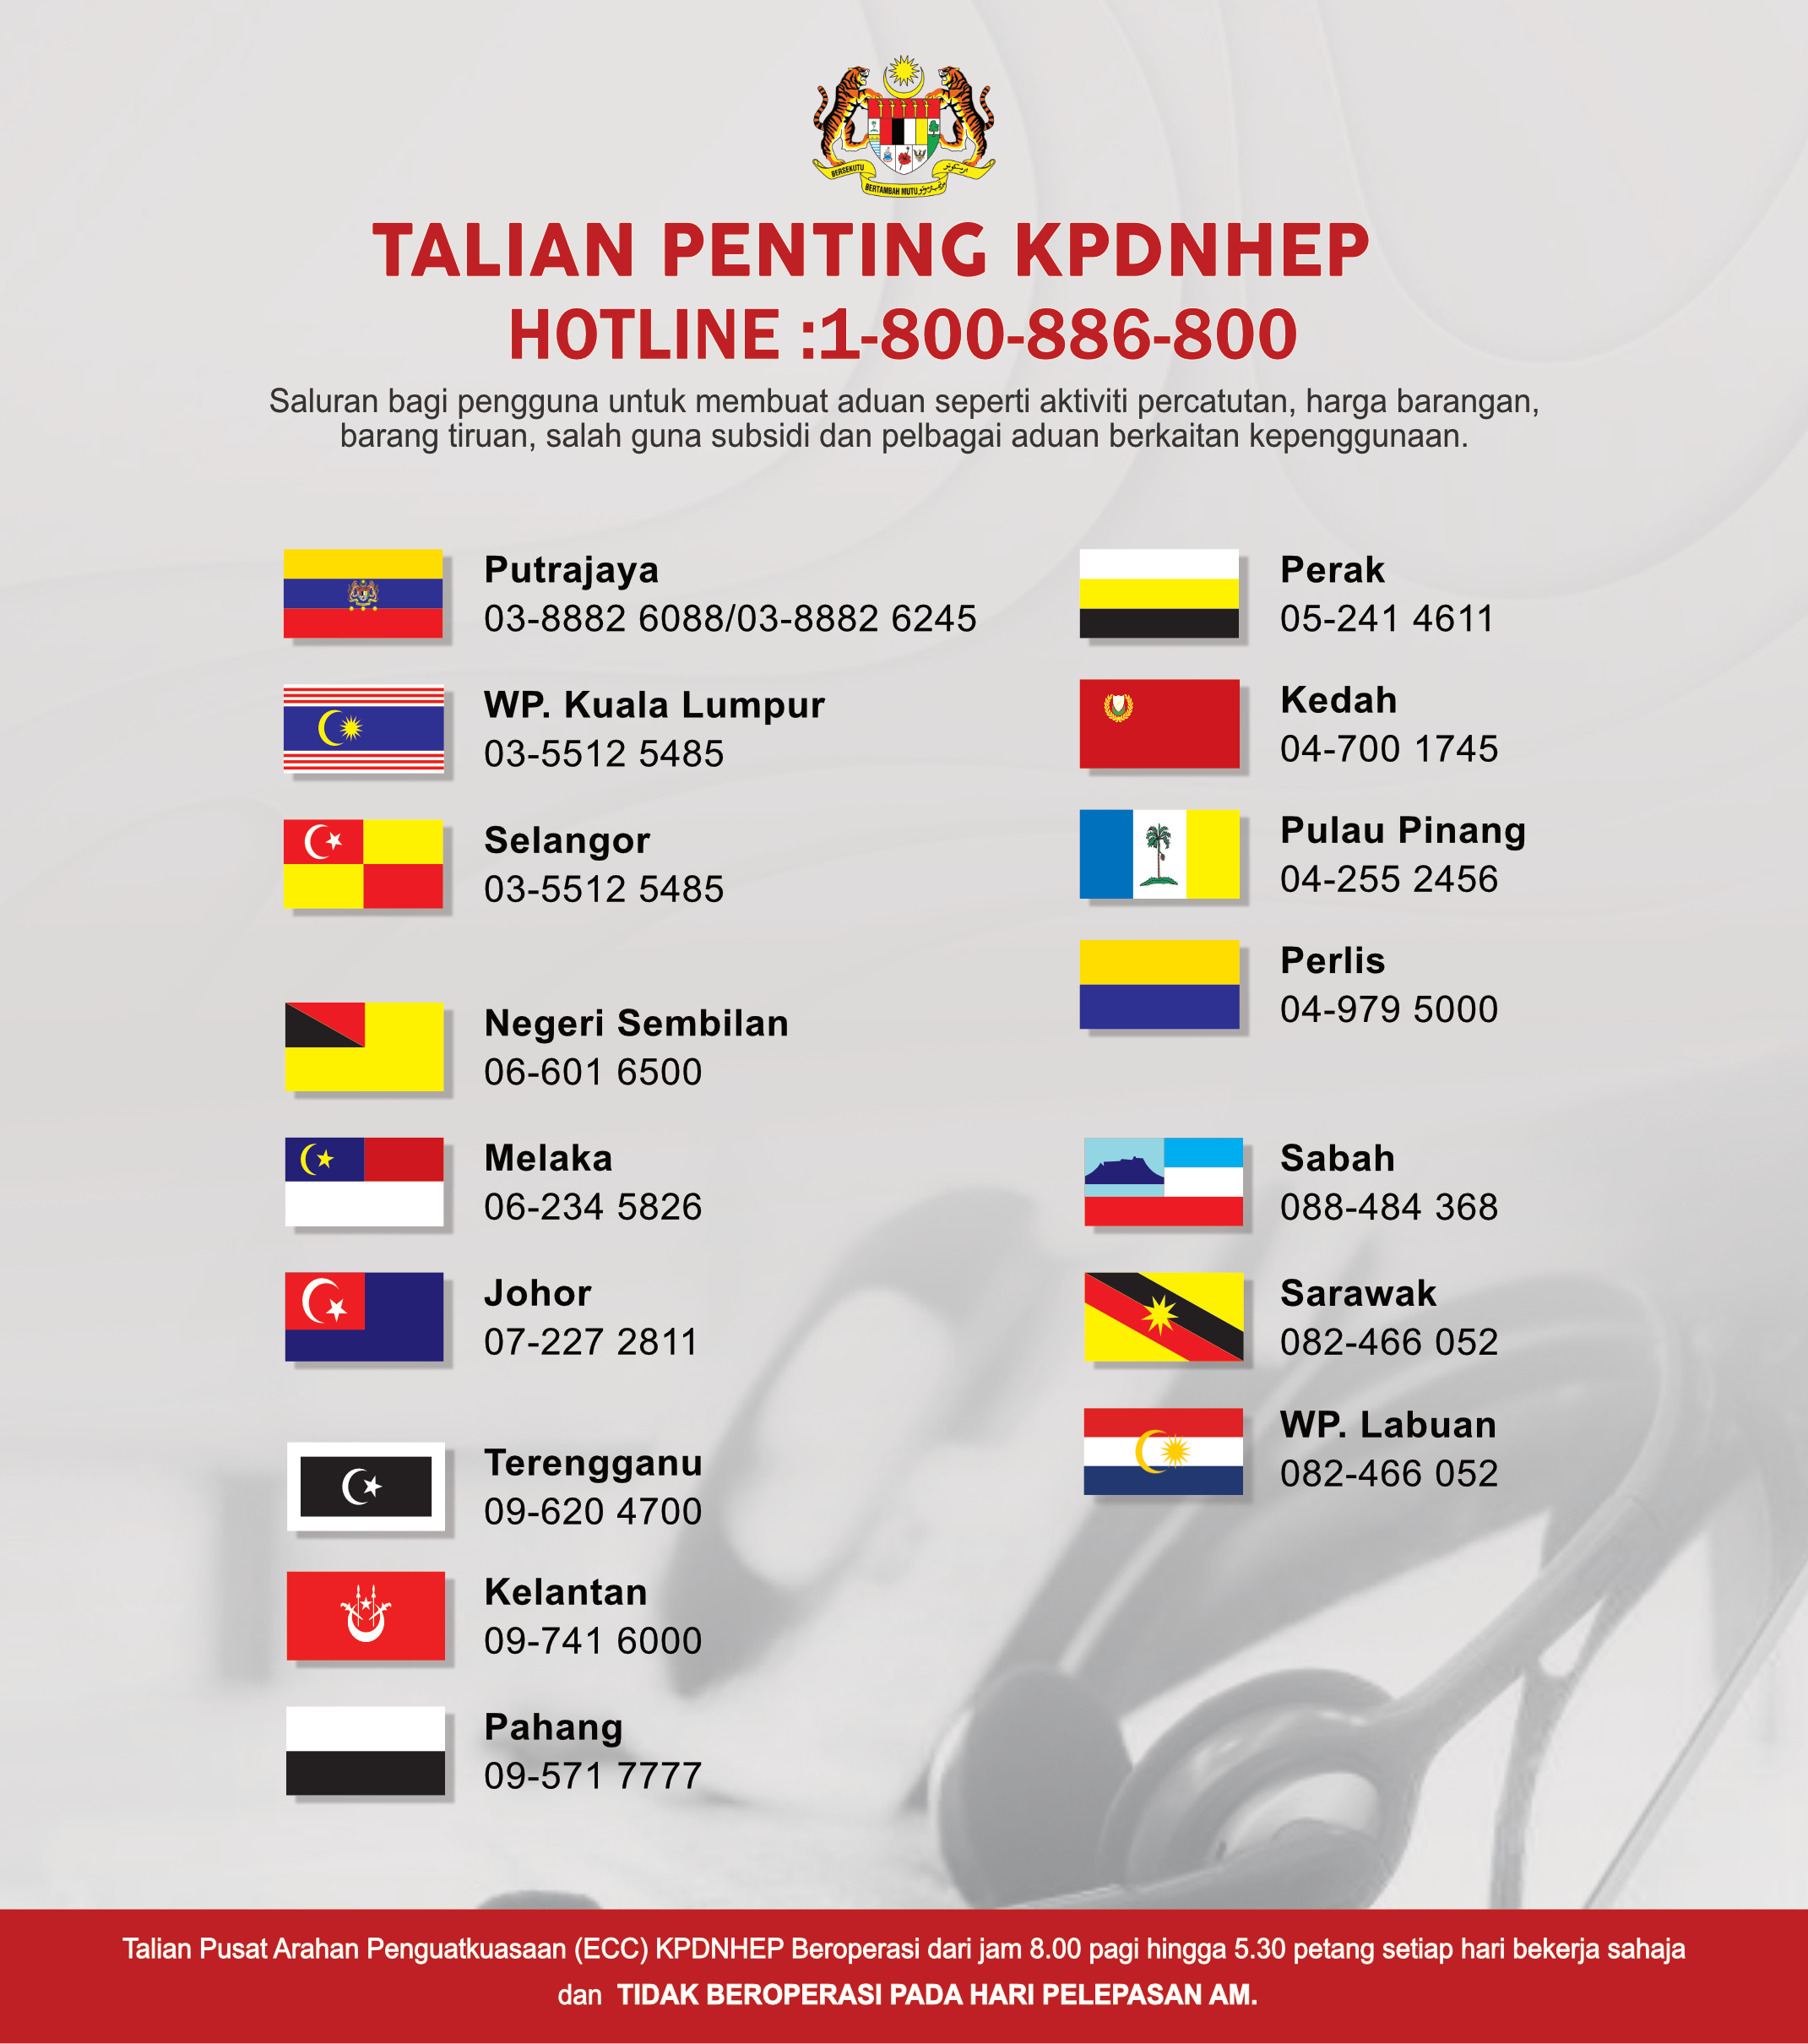 BERSEKUTU
BERTAMBAH MUTU
TALIAN PENTING KPDNHEP
HOTLINE :1-800-886-800
Saluran bagi pengguna untuk membuat aduan seperti aktiviti percatutan, harga barangan,
barang tiruan, salah guna subsidi dan pelbagai aduan berkaitan kepenggunaan.
Putrajaya
03-8882 6088/03-8882 6245
WP. Kuala Lumpur
03-5512 5485
Selangor
03-5512 5485
Negeri Sembilan
06-601 6500
Melaka
06-234 5826
Johor
07-227 2811
Terengganu
09-620 4700
Kelantan
09-741 6000
Pahang
09-571 7777
Perak
05-241 4611
Kedah
04-700 1745
Pulau Pinang
04-255 2456
Perlis
04-979 5000
Sabah
088-484 368
Sarawak
082-466 052
WP. Labuan
082-466 052
Talian Pusat Arahan Penguatkuasaan (ECC) KPDNHEP Beroperasi dari jam 8.00 pagi hingga 5.30 petang setiap hari bekerja sahaja
dan TIDAK BEROPERASI PADA HARI PELEPASAN AM.